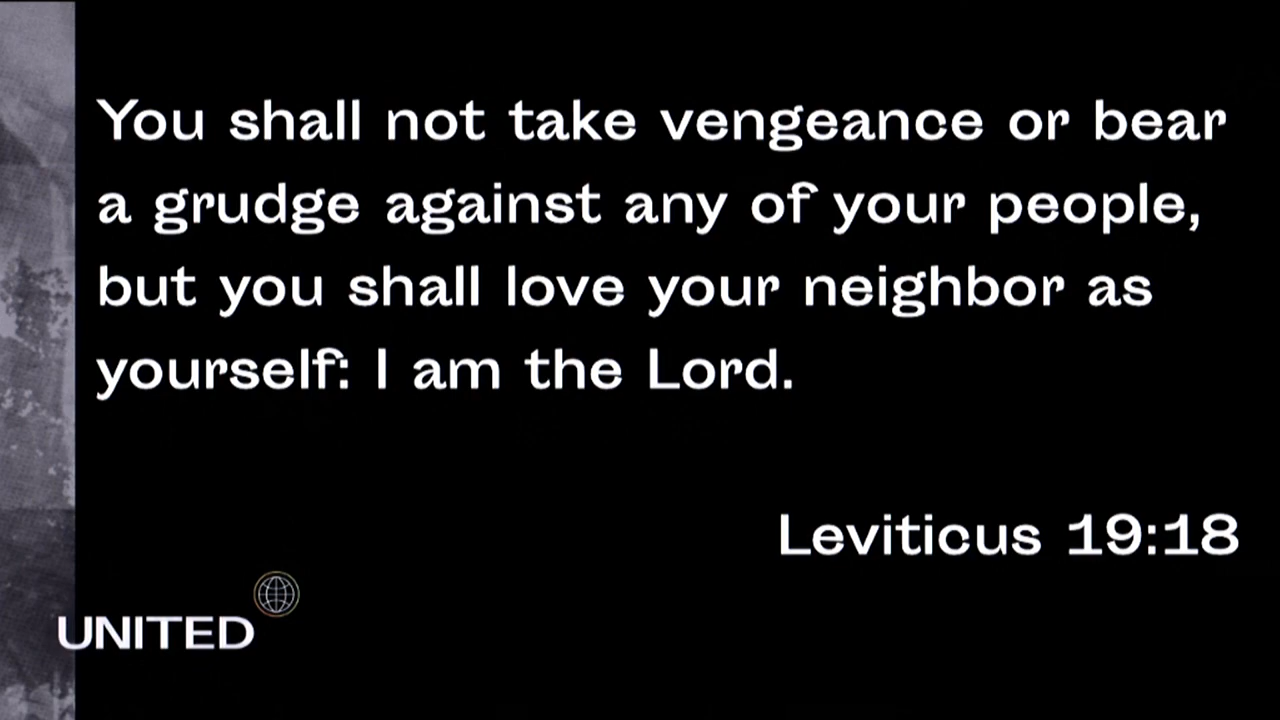 You shall not take vengeance or bear
a grudge against any of your people,
but you shall love your neighbor as
yourself: I am the Lord.
Leviticus 19:18
UNITED